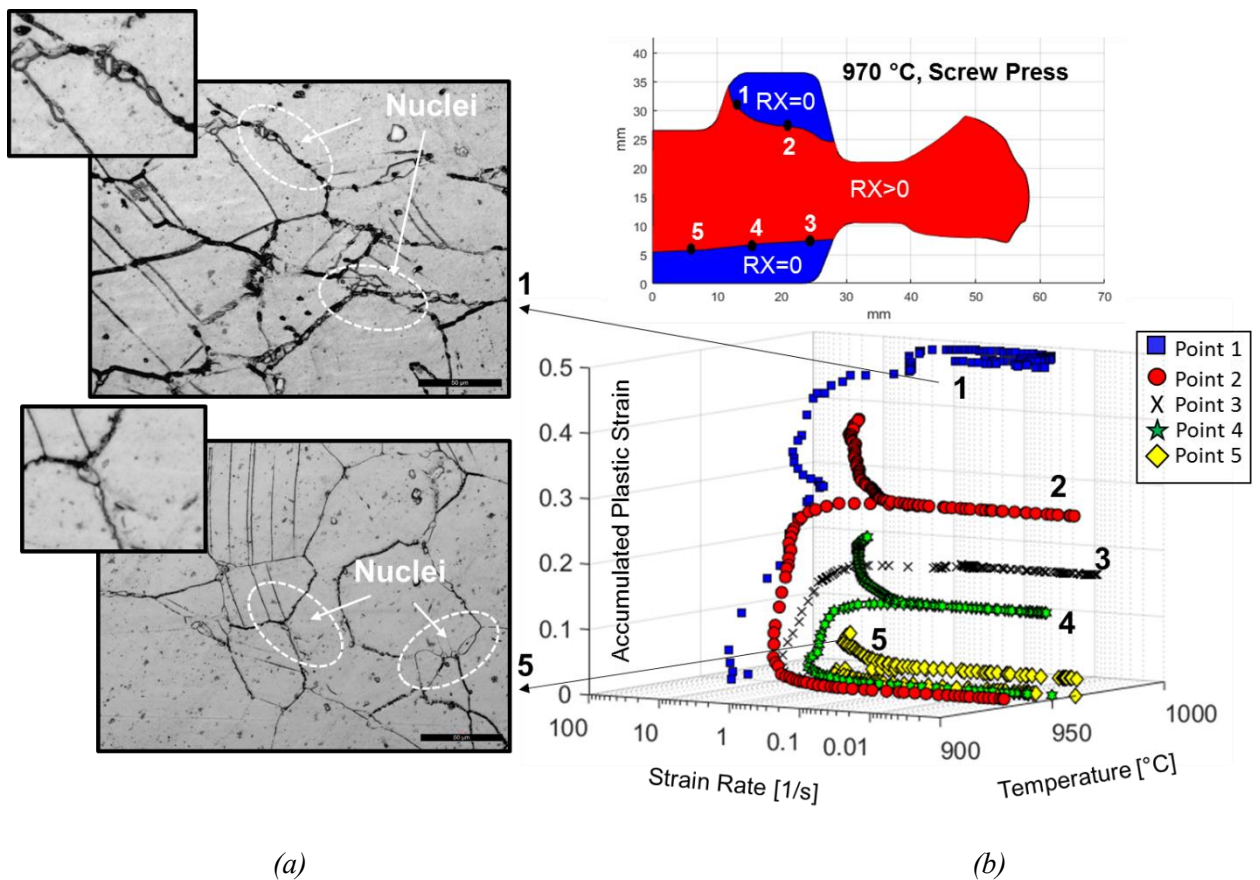 Nuclei
50 µm
1
Nuclei
50 µm
5
(a)
970 °C, Screw Press
RX=0
RX>0
RX=0
1
2
3
4
5
mm
40
35
30
25
20
15
10
5
0
0 10 20 30 40 50 60 70
mm
Accumulated Plastic Strain
0.5
0.4
0.3
0.2
0.1
0
1
2
3
4
5
100 10 1 0.1 0.01
Strain Rate [1/s]
900 950 1000
Temperature [°C]
Point 1
Point 2
Point 3
Point 4
Point 5
(b)